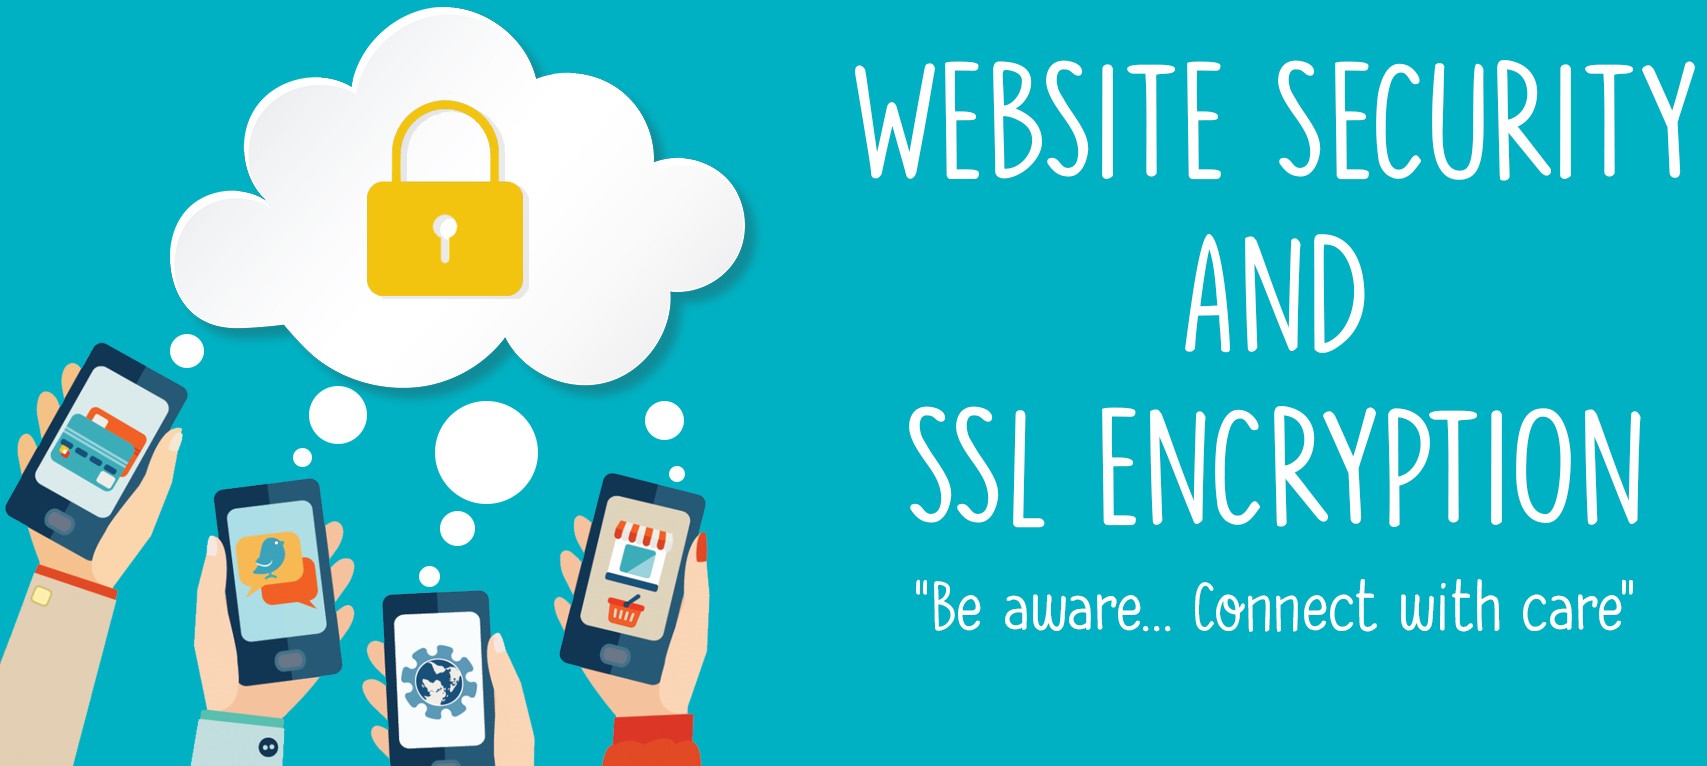 WEBSITE SECURITY
AND
SSL ENCRYPTION
"Be aware... Connect with care"